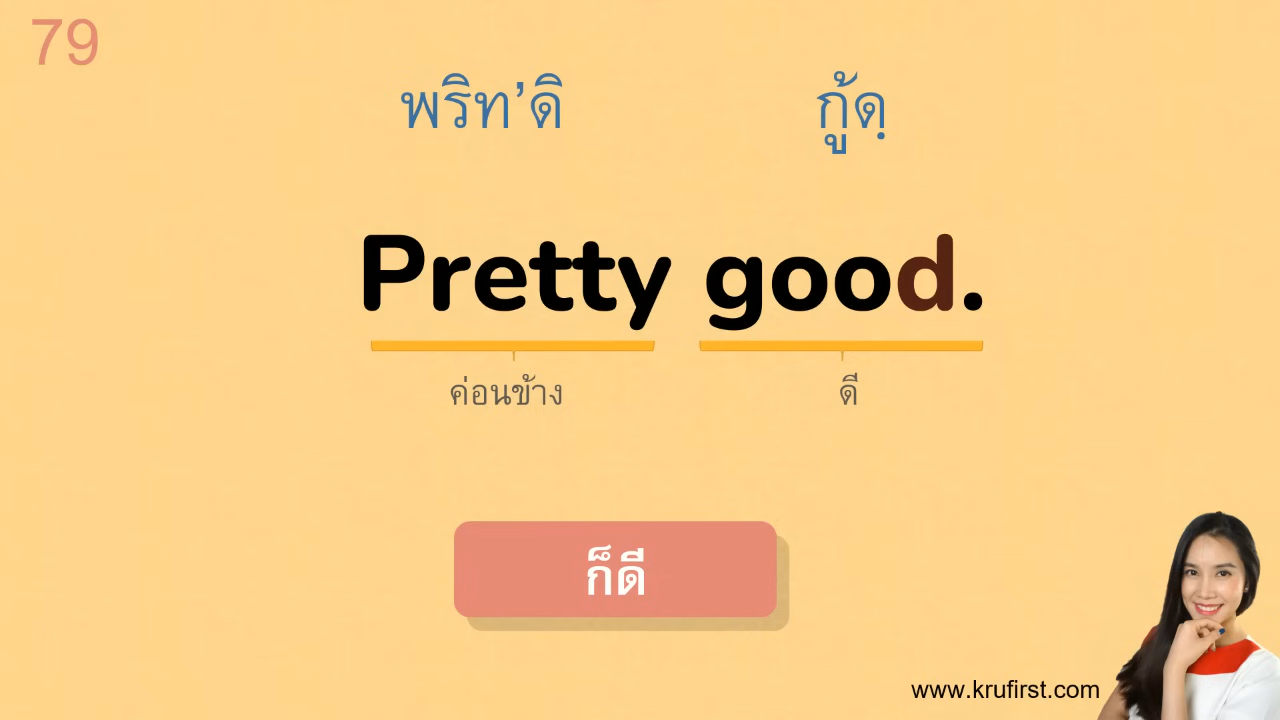 79
พริท’ดิ กู้ดฺ
Pretty good.
ค่อนข้าง ดี
ก็ดี
www.krufirst.com